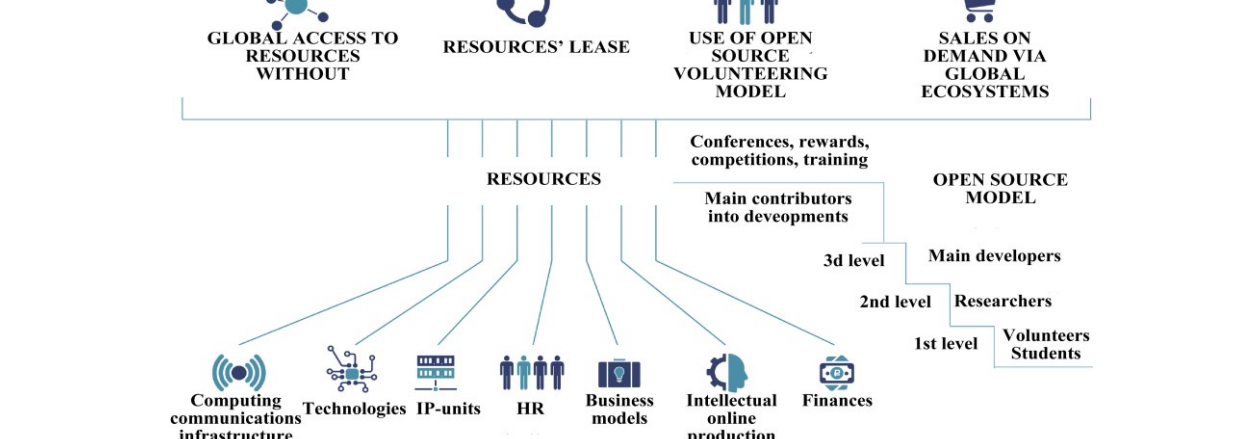 GLOBAL ACCESS TO
RESOURCES
WITHOUT
RESOURCES' LEASE
USE OF OPEN
SOURCE
VOLUNTEERING
MODEL
SALES ON
DEMAND VIA
GLOBAL
ECOSYSTEMS
Conferences, rewards,
competitions, training
RESOURCES
OPEN SOURCE
MODEL
Main contributors
into deveopments
3d level
Main developers
2nd level
Researchers
1st level
Volunteers
Students
Computing
communications
infrastructure
Technologies
IP-units
HR
Business
models
Intellectual
online
production
Finances